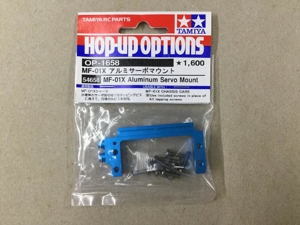 TAMIYA RC PARTS
HOP-UP OPTIONS
TAMIYA
OP-1658
★1,600
MF-01X アルミサーボマウント
54658 MF-01X Aluminum Servo Mount
MF-01X CHASSIS CARS